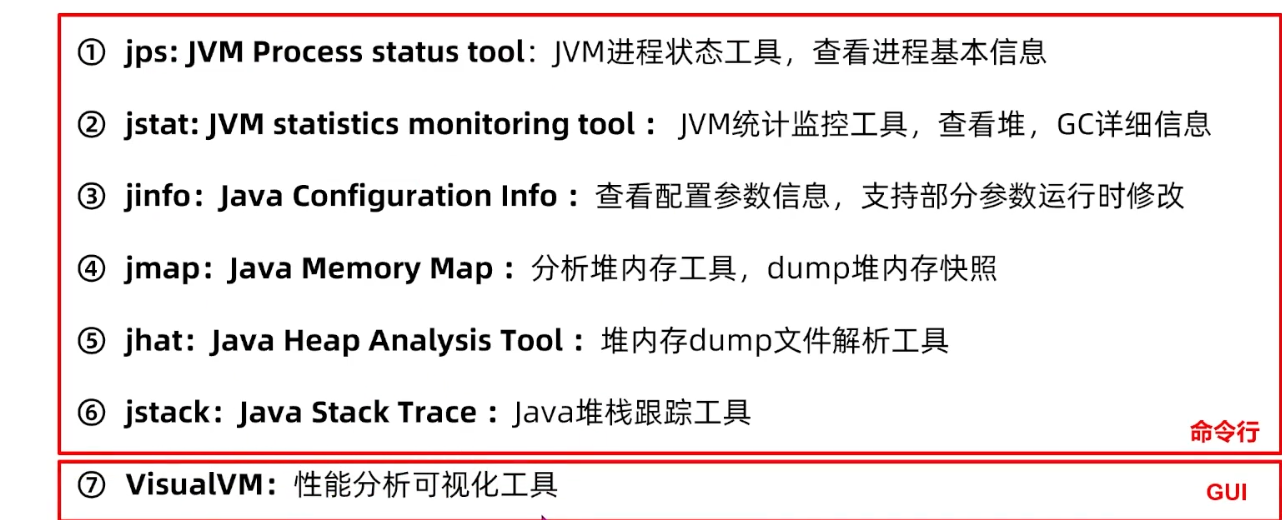 ① jps: JVM Process status tool：JVM进程状态工具，查看进程基本信息
② jstat: JVM statistics monitoring tool： JVM统计监控工具，查看堆，GC详细信息
③ jinfo：Java Configuration Info：查看配置参数信息，支持部分参数运行时修改
④ jmap：Java Memory Map：分析堆内存工具，dump堆内存快照
⑤ jhat：Java Heap Analysis Tool：堆内存dump文件解析工具
⑥ jstack：Java Stack Trace：Java堆栈跟踪工具
命令行
⑦ VisualVM：性能分析可视化工具
GUI